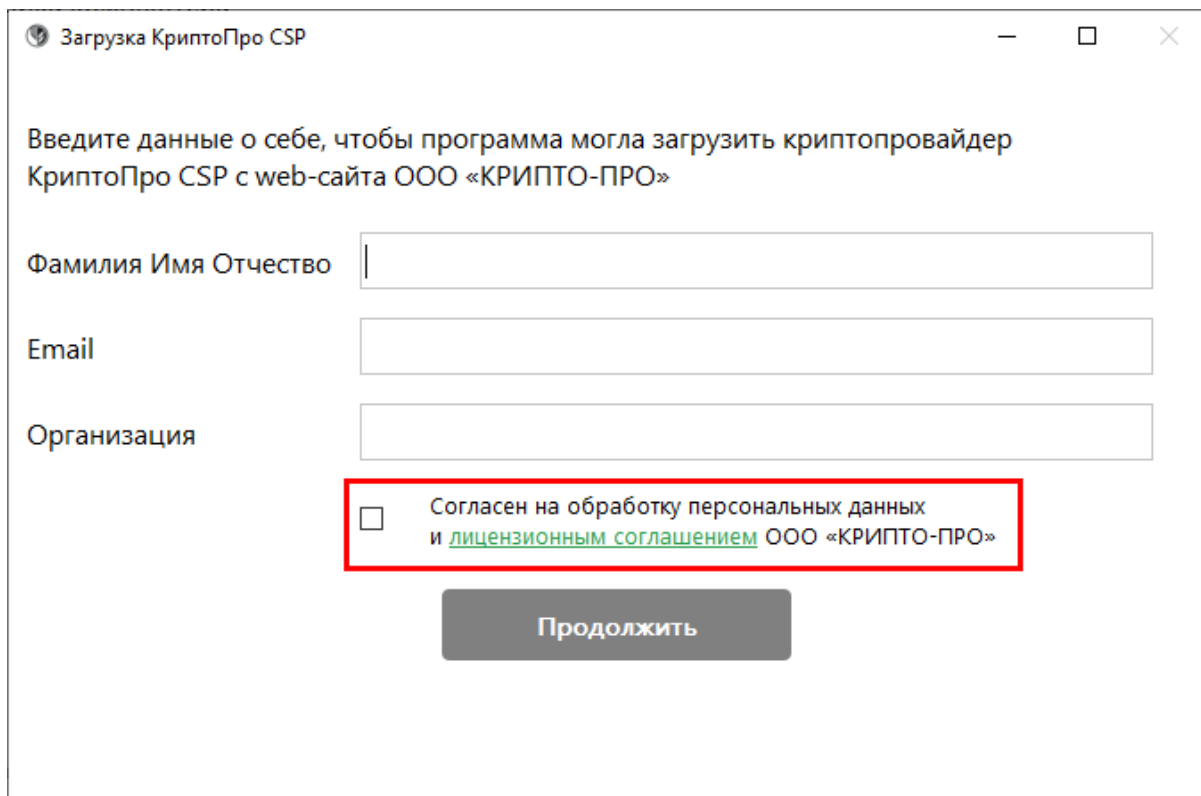 Загрузка КриптоПро CSP
Введите данные о себе, чтобы программа могла загрузить криптопровайдер
КриптоПро CSP с web-сайта ООО «КРИПТО-ПРО»
Фамилия Имя Отчество
Email
Организация
Согласен на обработку персональных данных
и лицензионным соглашением ООО «КРИПТО-ПРО»
Продолжить